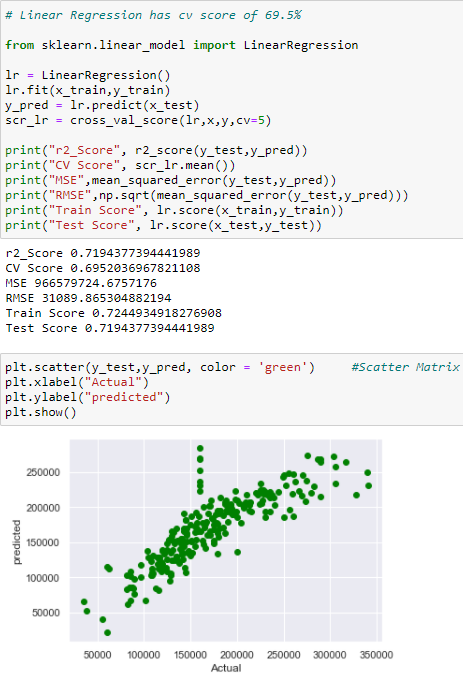 # Linear Regression has cv score of 69.5%
from sklearn.linear_model import LinearRegression
lr = LinearRegression()
lr.fit(x_train,y_train)
y_pred = lr.predict(x_test)
scr_lr = cross_val_score(lr,x,y,cv=5)
print("r2_Score", r2_score(y_test,y_pred))
print("CV Score", scr_lr.mean())
print("MSE",mean_squared_error(y_test,y_pred))
print("RMSE",np.sqrt(mean_squared_error(y_test,y_pred)))
print("Train Score", lr.score(x_train,y_train))
print("Test Score", lr.score(x_test,y_test))
r2_Score 0.7194377394441989
CV Score 0.6952036967821108
MSE 966579724.6757176
RMSE 31089.865304882194
Train Score 0.7244934918276908
Test Score 0.7194377394441989
plt.scatter(y_test,y_pred, color = 'green') #Scatter Matrix
plt.xlabel("Actual")
plt.ylabel("predicted")
plt.show()
250000
200000
150000
100000
50000
predicted
50000 100000 150000 200000 250000 300000 350000
Actual